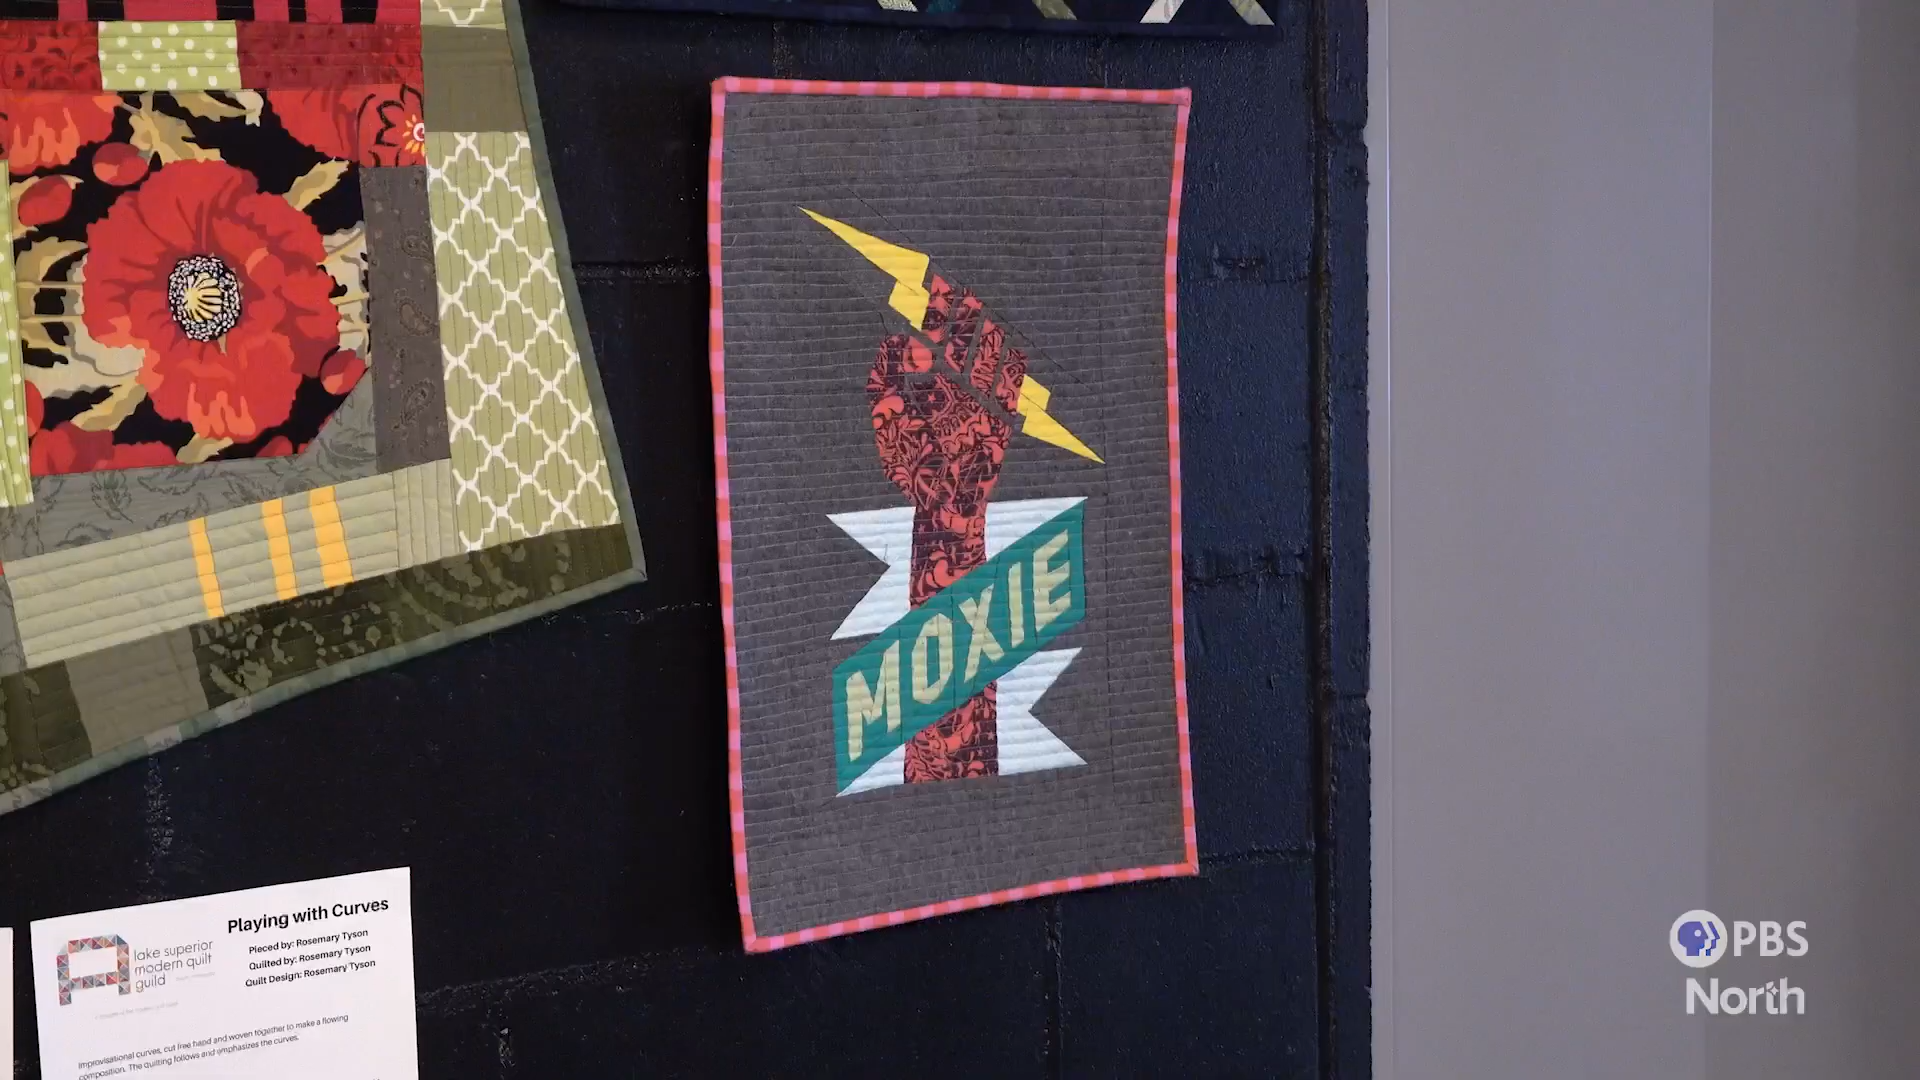 MOXIE
Playing with Curves
Pieced by: Rosemary Tyson
Quilted by: Rosemary Tyson
Quilt Design: Rosemary Tyson
lake superior
modern quilt
guild
Improvisational curves, cut free hand and woven together to make a flowing
composition. The quilting follows and emphasizes the curves.
PBS
North